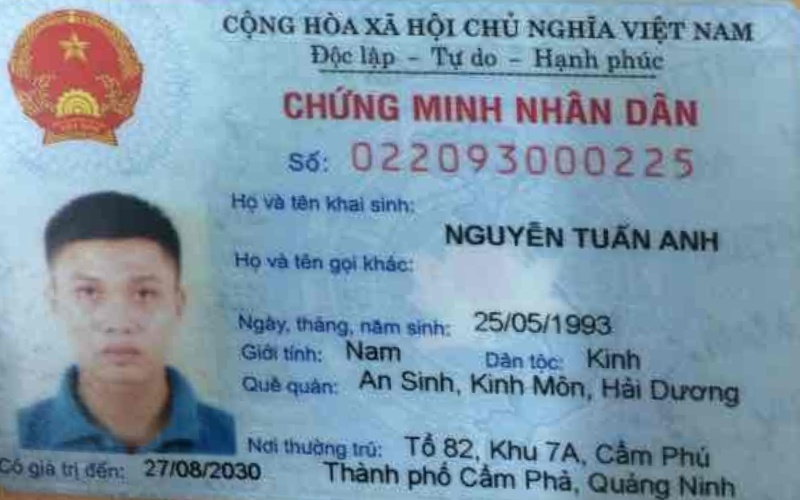 CỘNG HÒA XÃ HỘI CHỦ NGHĨA VIỆT NAM
Độc lập – Tự do – Hạnh phúc
CHỨNG MINH NHÂN DÂN
Số: 022093000225
Họ và tên khai sinh:
NGUYỄN TUẤN ANH
Họ và tên gọi khác:
Ngày, tháng, năm sinh: 25/05/1993
Giới tính: Nam Dân tộc: Kinh
Quê quán: An Sinh, Kinh Môn, Hải Dương
Nơi thường trú: Tổ 82, Khu 7A, Cẩm Phú
Thành phố Cẩm Phả, Quảng Ninh
Có giá trị đến: 27/08/2030